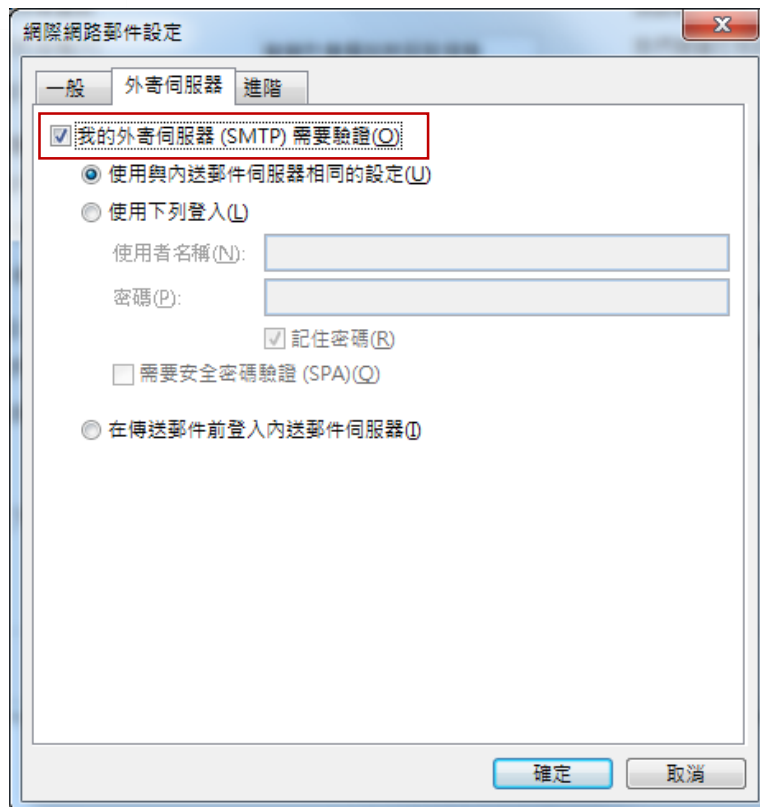 網際網路郵件設定
一般 外寄伺服器 進階
我的外寄伺服器 (SMTP) 需要驗證(O)
使用與內送郵件伺服器相同的設定(U)
使用下列登入(L)
使用者名稱(N):
密碼(P):
記住密碼(R)
需要安全密碼驗證 (SPA)(Q)
在傳送郵件前登入內送郵件伺服器(I)
確定 取消